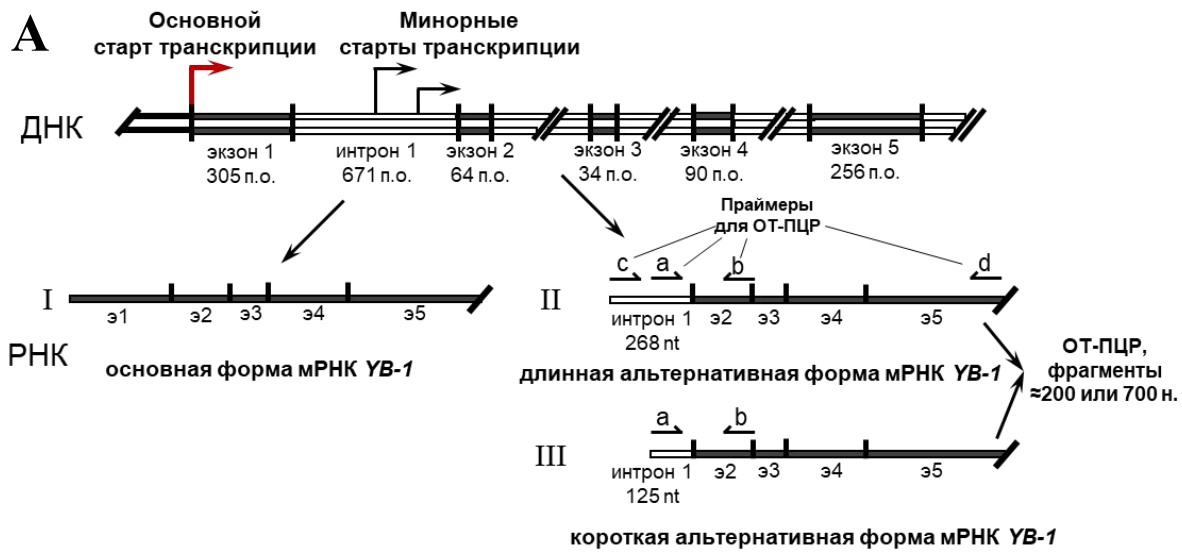 А
Основной
старт транскрипции
Минорные
старты транскрипции
ДНК
экзон 1
305 п.о.
интрон 1
671 п.о.
экзон 2
64 п.о.
экзон 3
34 п.о.
экзон 4
90 п.о.
экзон 5
256 п.о.
Праймеры
для ОТ-ПЦР
c a b d
I
э1 э2 э3 э4 э5
РНК
основная форма мРНК YB-1
II
интрон 1 э2 э3 э4 э5
268 nt
длинная альтернативная форма мРНК YB-1
ОТ-ПЦР,
фрагменты
≈200 или 700 н.
a b
III
интрон 1 э2 э3 э4 э5
125 nt
короткая альтернативная форма мРНК YB-1